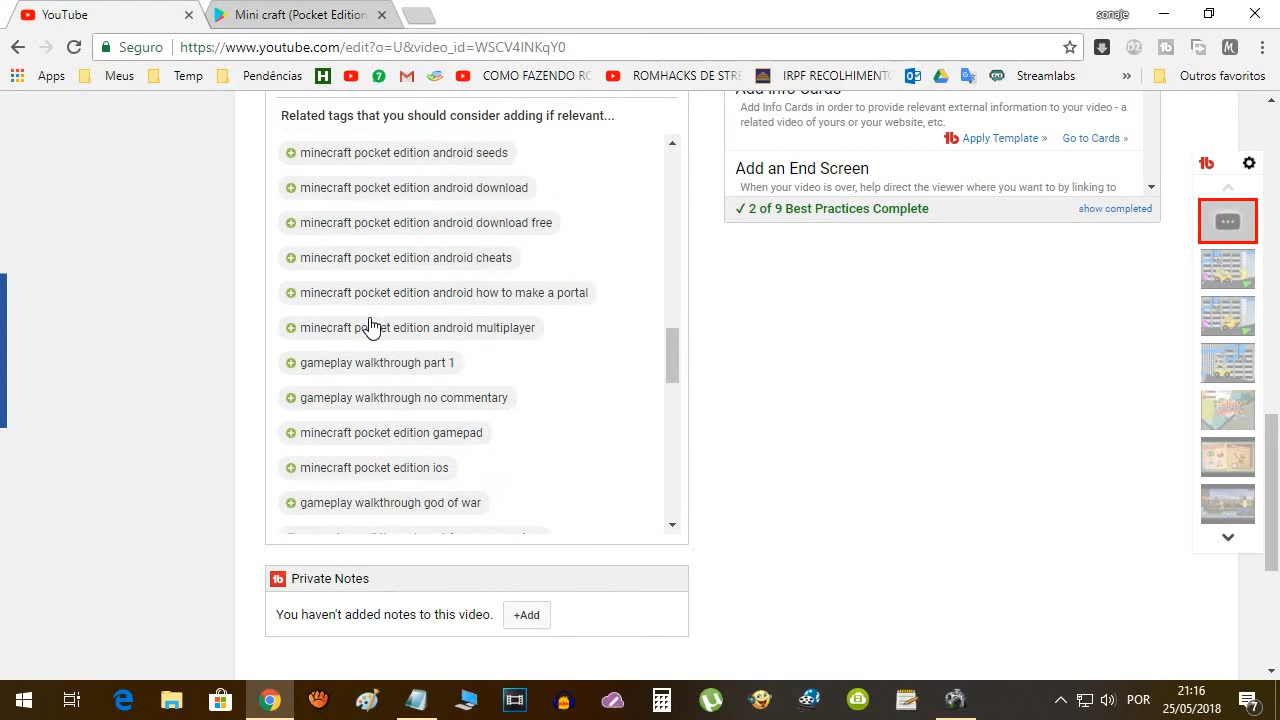 YouTube
Mini craft (Pocket Edition
sonaje
Seguro
https://www.youtube.com/edit?o=U&video_id=WSCV4INKqY0
Apps
Meus
Temp
Pendências
COMO FAZENDO RO
ROMHACKS DE STRE
IRPF RECOLHIMENTO
Streamlabs
»
Outros favoritos
Related tags that you should consider adding if relevant...
minecraft pocket edition android seeds
minecraft pocket edition android download
minecraft pocket edition android download free
minecraft pocket edition android cheats
minecraft pocket edition android how to make a portal
minecraft pocket edition android multiplayer
gameplay walkthrough part 1
gameplay walkthrough no commentary
minecraft pocket edition gamepad
minecraft pocket edition ios
gameplay walkthrough god of war
Private Notes
You haven't added notes to this video.
+Add
Add Info Cards
Add Info Cards in order to provide relevant external information to your video - a
related video of yours or your website, etc.
Apply Template »
Go to Cards »
Add an End Screen
When your video is over, help direct the viewer where you want to by linking to
✓ 2 of 9 Best Practices Complete
show completed
POR
21:16
25/05/2018
7